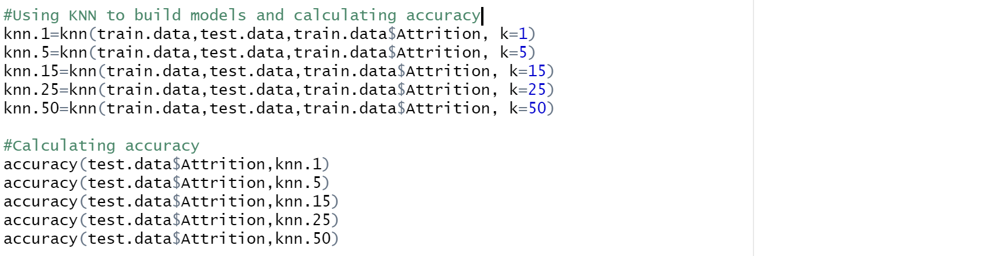 #Using KNN to build models and calculating accuracy
knn.1=knn(train.data,test.data,train.data$Attrition, k=1)
knn.5=knn(train.data,test.data,train.data$Attrition, k=5)
knn.15=knn(train.data,test.data,train.data$Attrition, k=15)
knn.25=knn(train.data,test.data,train.data$Attrition, k=25)
knn.50=knn(train.data,test.data,train.data$Attrition, k=50)

#Calculating accuracy
accuracy(test.data$Attrition,knn.1)
accuracy(test.data$Attrition,knn.5)
accuracy(test.data$Attrition,knn.15)
accuracy(test.data$Attrition,knn.25)
accuracy(test.data$Attrition,knn.50)